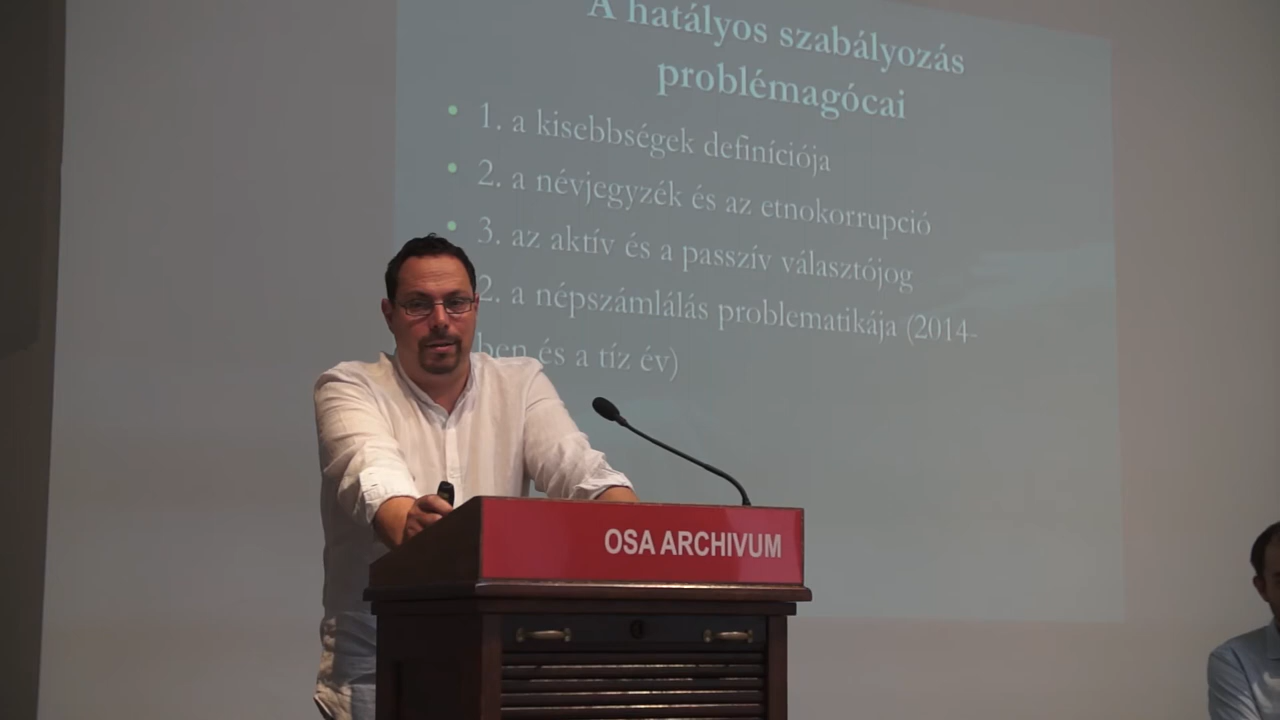 A hatályos szabályozás
problémagócai
• 1. a kisebbségek definíciója
• 2. a névjegyzék és az etnokorrupció
• 3. az aktív és a passzív választójog
2. a népszámlálás problematikája (2014-
ben és a tíz év)
OSA ARCHIVUM